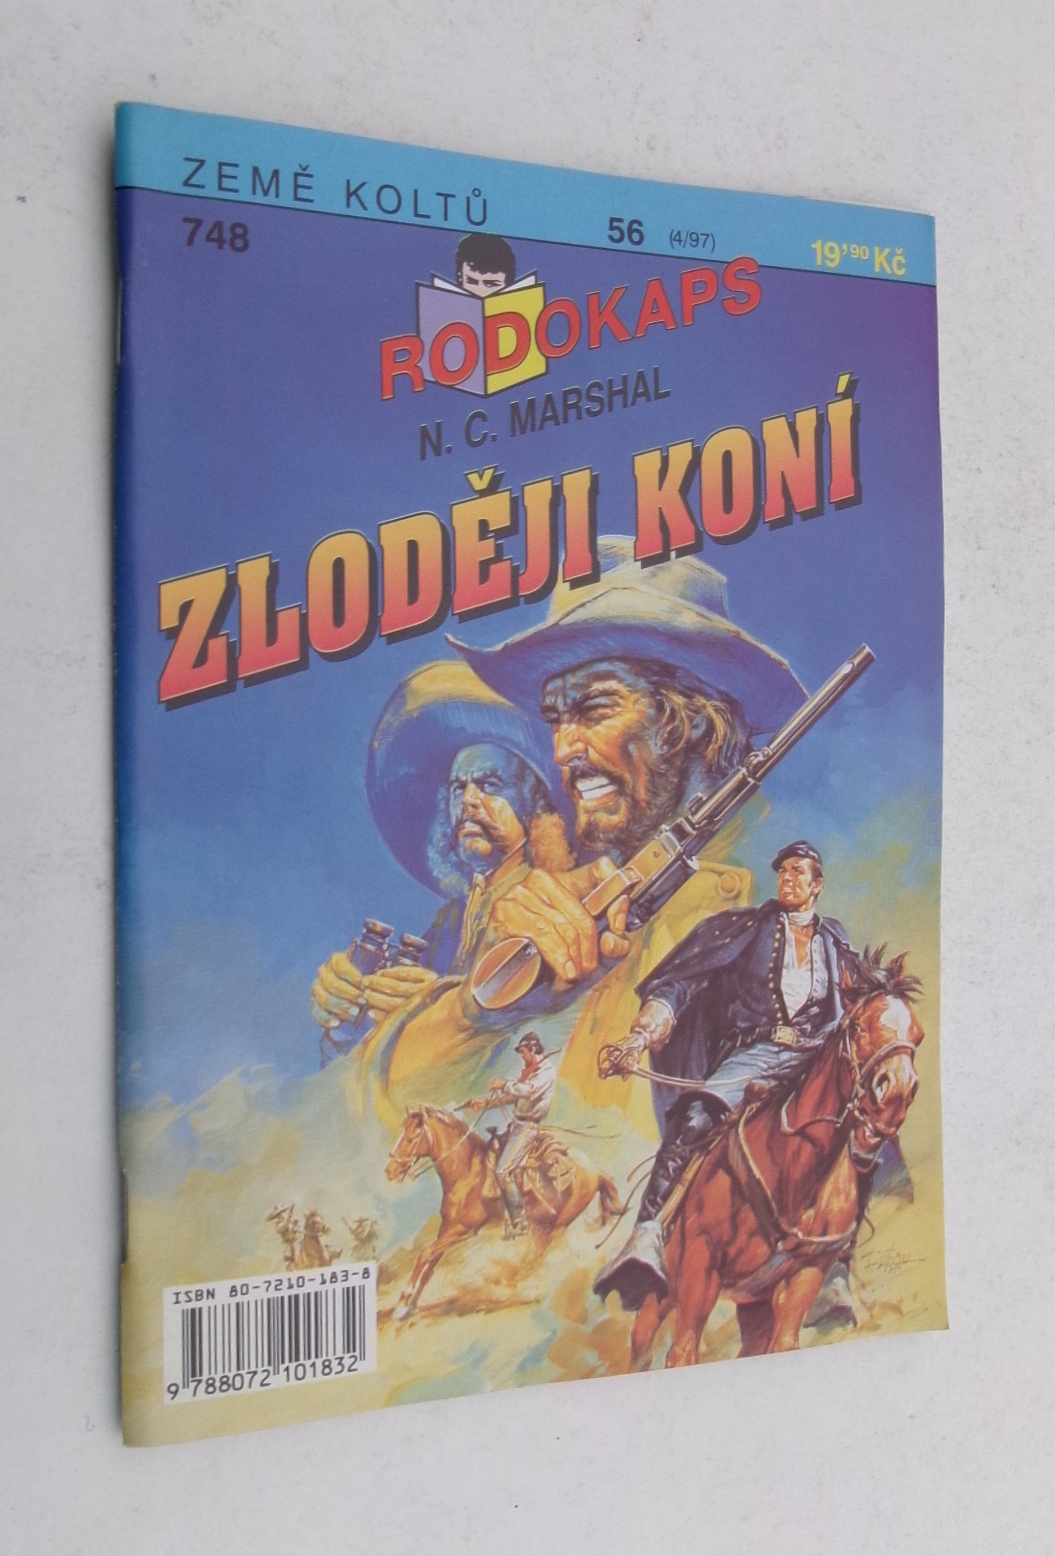 ZEMĚ KOLTŮ
748
56 (4/97)
19'90 Kč
RODOKAPS
N. C. MARSHAL
ZLODĚJI KONÍ
ISBN 80-7210-183-8
9 788072 101832